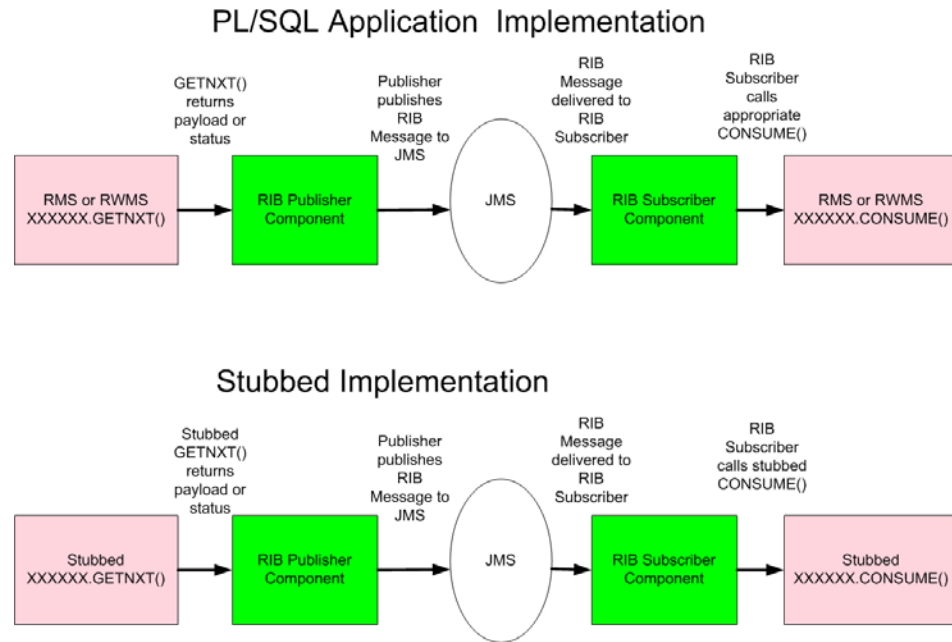 PL/SQL Application Implementation
GETNXT()
returns
payload or
status
Publisher
publishes
RIB
Message to
JMS
RIB
Message
delivered to
RIB
Subscriber
RIB
Subscriber
calls
appropriate
CONSUME()
RMS or RWMS
XXXXXX.GETNXT()
RIB Publisher
Component
JMS
RIB Subscriber
Component
RMS or RWMS
XXXXXX.CONSUME()
Stubbed Implementation
Stubbed
GETNXT()
returns
payload or
status
Publisher
publishes
RIB
Message to
JMS
RIB
Message
delivered to
RIB
Subscriber
RIB
Subscriber
calls stubbed
CONSUME()
Stubbed
XXXXXX.GETNXT()
RIB Publisher
Component
JMS
RIB Subscriber
Component
Stubbed
XXXXXX.CONSUME()